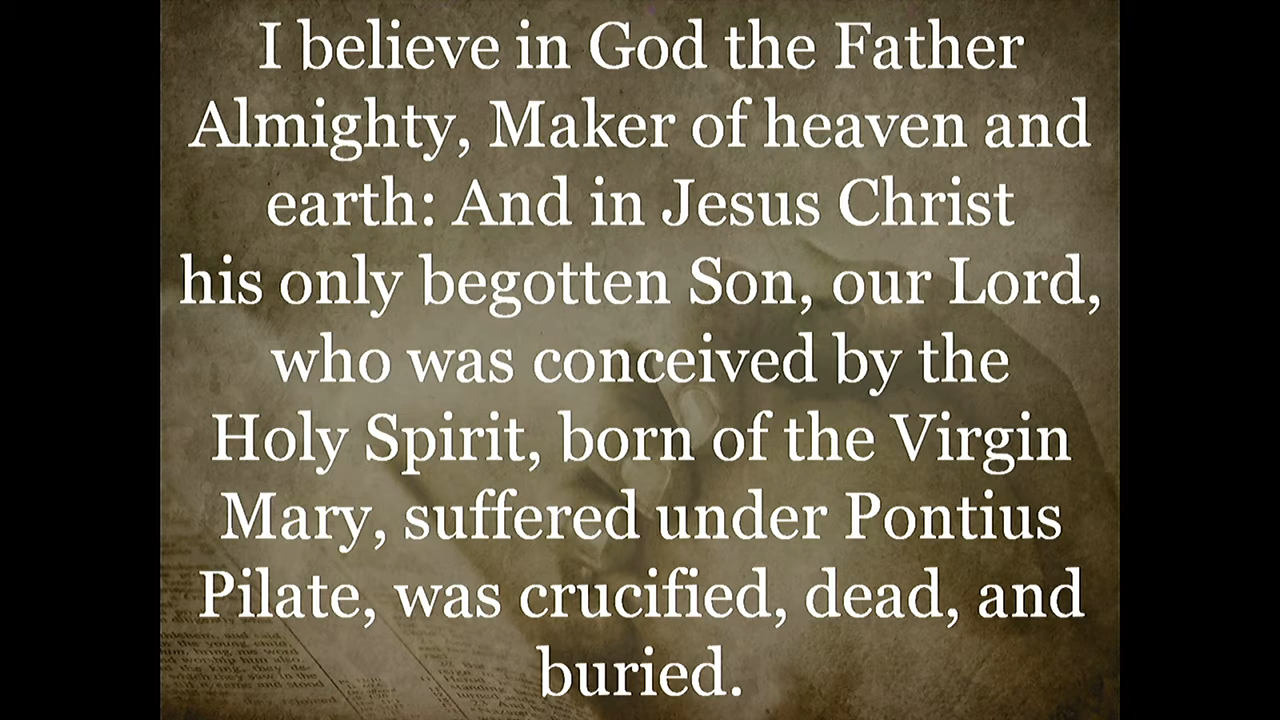 I believe in God the Father
Almighty, Maker of heaven and
earth: And in Jesus Christ
his only begotten Son, our Lord,
who was conceived by the
Holy Spirit, born of the Virgin
Mary, suffered under Pontius
Pilate, was crucified, dead, and
buried.